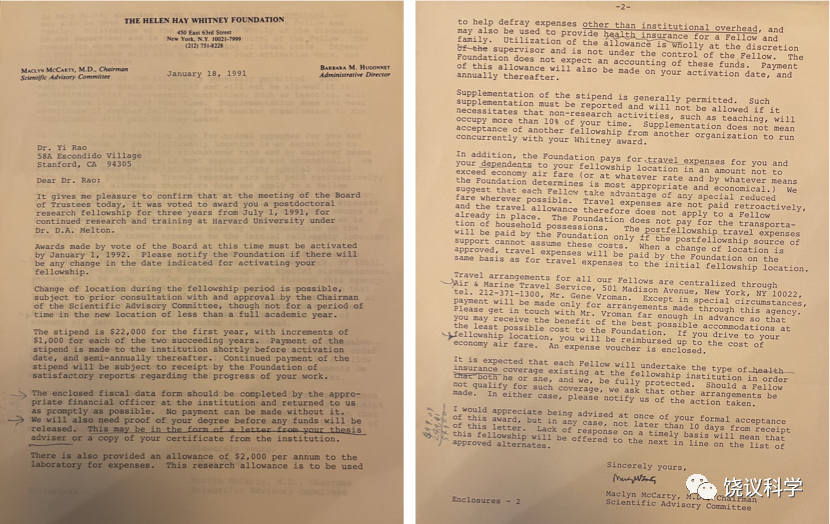 THE HELEN HAY WHITNEY FOUNDATION
450 East 63rd Street
New York, N.Y. 10021-7999
(212) 751-8228
MACLYN MCCARTY, M.D., Chairman
Scientific Advisory Committee
January 18, 1991
BARBARA M. HUGONNET
Administrative Director
Dr. Yi Rao
58A Escondido Village
Stanford, CA 94305
Dear Dr. Rao:
It gives me pleasure to confirm that at the meeting of the Board
of Trustees today, it was voted to award you a postdoctoral
research fellowship for three years from July 1, 1991, for
continued research and training at Harvard University under
Dr. D.A. Melton.
Awards made by vote of the Board at this time must be activated
by January 1, 1992. Please notify the Foundation if there will
be any change in the date indicated for activating your
fellowship.
Change of location during the fellowship period is possible,
subject to prior consultation with and approval by the Chairman
of the Scientific Advisory Committee, though not for a period of
time in the new location of less than a full academic year.
The stipend is $22,000 for the first year, with increments of
$1,000 for each of the two succeeding years. Payment of the
stipend is made to the institution shortly before activation
date, and semi-annually thereafter. Continued payment of the
stipend will be subject to receipt by the Foundation of
satisfactory reports regarding the progress of your work.
The enclosed fiscal data form should be completed by the appro-
priate financial officer at the institution and returned to us
as promptly as possible. No payment can be made without it.
We will also need proof of your degree before any funds will be
released. This may be in the form of a letter from your thesis
adviser or a copy of your certificate from the institution.
There is also provided an allowance of $2,000 per annum to the
laboratory for expenses. This research allowance is to be used
-2-
to help defray expenses other than institutional overhead, and
may also be used to provide health insurance for a Fellow and
family. Utilization of the allowance is wholly at the discretion
of the supervisor and is not under the control of the Fellow. The
Foundation does not expect an accounting of these funds. Payment
of this allowance will also be made on your activation date, and
annually thereafter.
Supplementation of the stipend is generally permitted. Such
supplementation must be reported and will not be allowed if it
necessitates that non-research activities, such as teaching, will
occupy more than 10% of your time. Supplementation does not mean
acceptance of another fellowship from another organization to run
concurrently with your Whitney award.
In addition, the Foundation pays for travel expenses for you and
your dependents to your fellowship location in an amount not to
exceed economy air fare (or at whatever rate and by whatever means
the Foundation determines is most appropriate and economical.) We
suggest that each Fellow take advantage of any special reduced
fare wherever possible. Travel expenses are not paid retroactively,
and the travel allowance therefore does not apply to a Fellow
already in place. The Foundation does not pay for the transporta-
tion of household possessions. The postfellowship travel expenses
will be paid by the Foundation only if the postfellowship source of
support cannot assume these costs. When a change of location is
approved, travel expenses will be paid by the Foundation on the
same basis as for travel expenses to the initial fellowship location.
Travel arrangements for all our Fellows are centralized through
Air & Marine Travel Service, 501 Madison Avenue, New York, NY 10022,
tel. 212-371-1300, Mr. Gene Vroman. Except in special circumstances,
payment will be made only for arrangements made through this agency.
Please get in touch with Mr. Vroman far enough in advance so that
you may receive the benefit of the best possible accommodations at
the least possible cost to the Foundation. If you drive to your
fellowship location, you will be reimbursed up to the cost of
economy air fare. An expense voucher is enclosed.
It is expected that each Fellow will undertake the type of health
insurance coverage existing at the fellowship institution in order
that both he or she, and we, be fully protected. Should a Fellow
not qualify for such coverage, we ask that other arrangements be
made. In either case, please notify us of the action taken.
I would appreciate being advised at once of your formal acceptance
of this award, but in any case, not later than 10 days from receipt
of this letter. Lack of response on a timely basis will mean that
this fellowship will be offered to the next in line on the list of
approved alternates.
Sincerely yours,
Maclyn McCarty, M.D., Chairman
Scientific Advisory Committee
Enclosures - 2
饶议科学